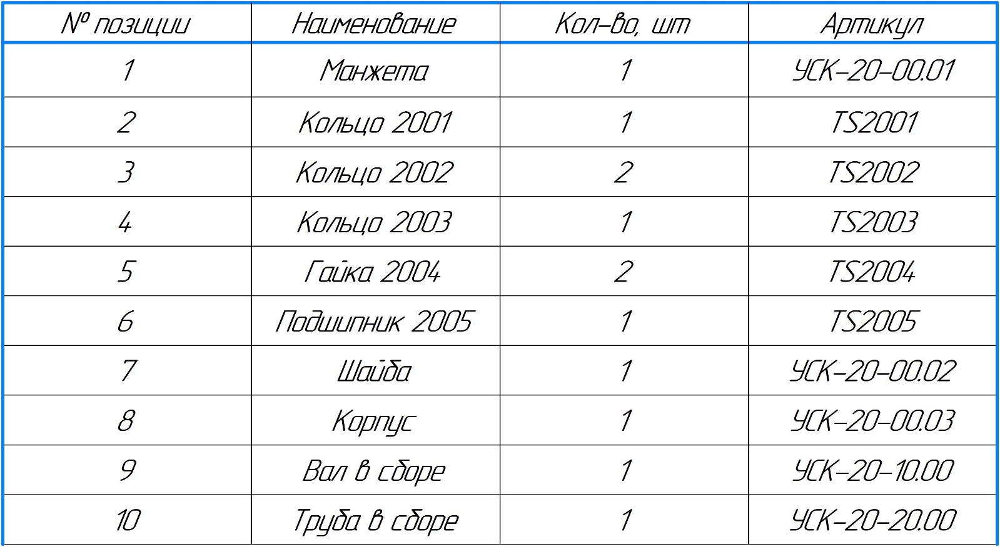 № позиции Наименование Кол-во, шт Артикул
1 Манжета 1 УСК-20-00.01
2 Кольцо 2001 1 TS2001
3 Кольцо 2002 2 TS2002
4 Кольцо 2003 1 TS2003
5 Гайка 2004 2 TS2004
6 Подшипник 2005 1 TS2005
7 Шайба 1 УСК-20-00.02
8 Корпус 1 УСК-20-00.03
9 Вал в сборе 1 УСК-20-10.00
10 Труба в сборе 1 УСК-20-20.00